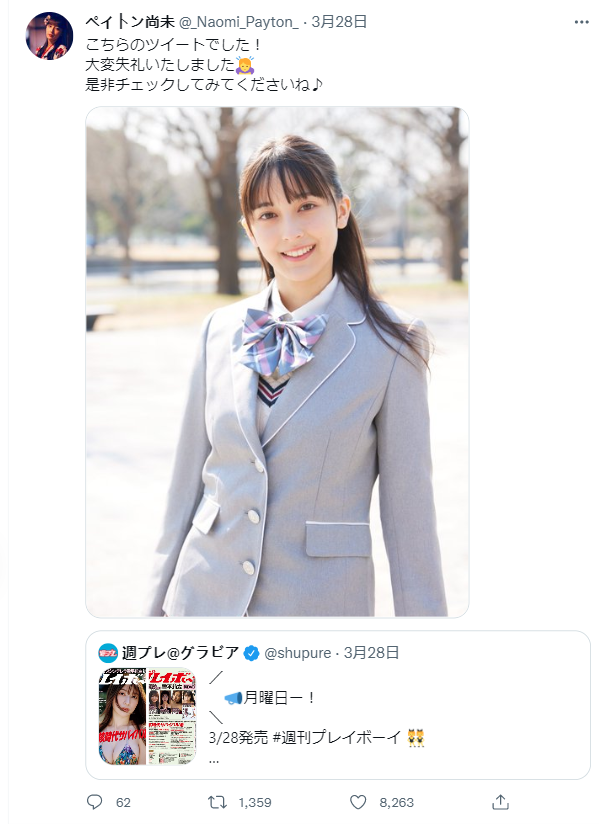 ペイトン尚未 @_Naomi_Payton_ · 3月28日
こちらのツイートでした！
大変失礼いたしました🙇‍♀️
是非チェックしてみてくださいね♪
週プレ@グラビア @shupure · 3月28日
／
📣月曜日ー！
＼
3/28発売 #週刊プレイボーイ 👯
...
62
1,359
8,263